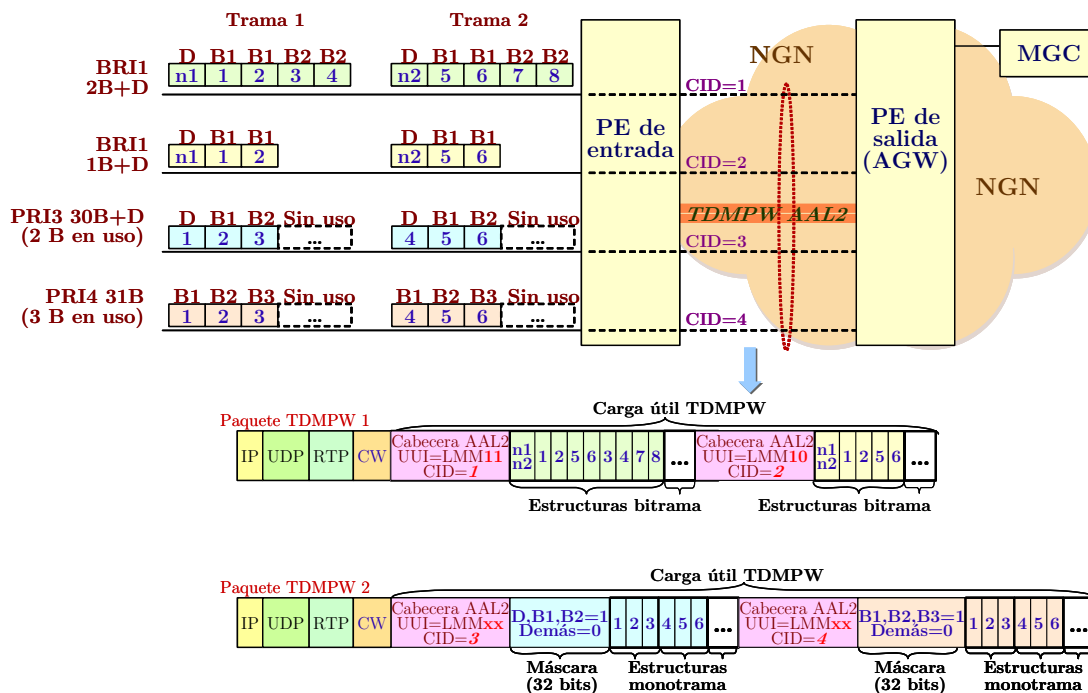 Trama 1
Trama 2
BRI1
2B+D
D B1 B1 B2 B2
n1 1 2 3 4
D B1 B1 B2 B2
n2 5 6 7 8
BRI1
1B+D
D B1 B1
n1 1 2
D B1 B1
n2 5 6
PRI3 30B+D
(2 B en uso)
D B1 B2 Sin uso
1 2 3 ...
D B1 B2 Sin uso
4 5 6 ...
PRI4 31B
(3 B en uso)
B1 B2 B3 Sin uso
1 2 3 ...
B1 B2 B3 Sin uso
4 5 6 ...
PE de
entrada
NGN
CID=1
CID=2
TDMPW AAL2
CID=3
CID=4
PE de
salida
(AGW)
MGC
NGN
Carga útil TDMPW
Paquete TDMPW 1
IP UDP RTP CW
Cabecera AAL2
UUI=LMM11
CID=1
n1
n2
1 2 5 6 3 4 7 8 ...
Cabecera AAL2
UUI=LMM10
CID=2
n1
n2
1 2 5 6 ...
Estructuras bitrama
Estructuras bitrama
Carga útil TDMPW
Paquete TDMPW 2
IP UDP RTP CW
Cabecera AAL2
UUI=LMMxx
CID=3
D,B1,B2=1
Demás=0
1 2 3 4 5 6 ...
Cabecera AAL2
UUI=LMMxx
CID=4
B1,B2,B3=1
Demás=0
1 2 3 4 5 6 ...
Máscara
(32 bits)
Estructuras
monotrama
Máscara
(32 bits)
Estructuras
monotrama